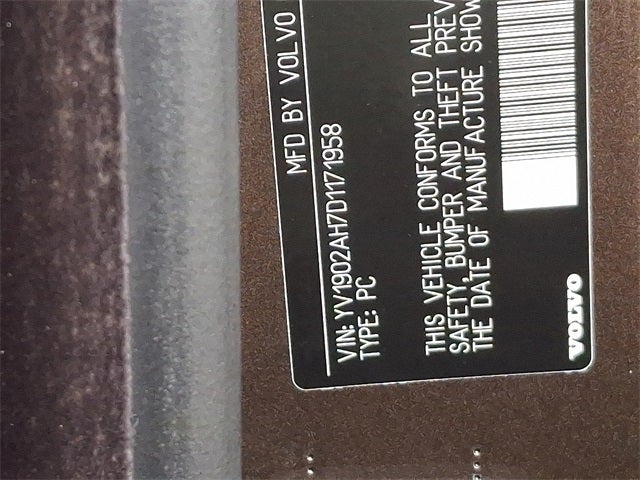 MFD BY VOLVO
VIN: YV1902AH7D1171958
TYPE: PC
THIS VEHICLE CONFORMS TO ALL
SAFETY, BUMPER AND THEFT PREV
THE DATE OF MANUFACTURE SHOW
VOLVO